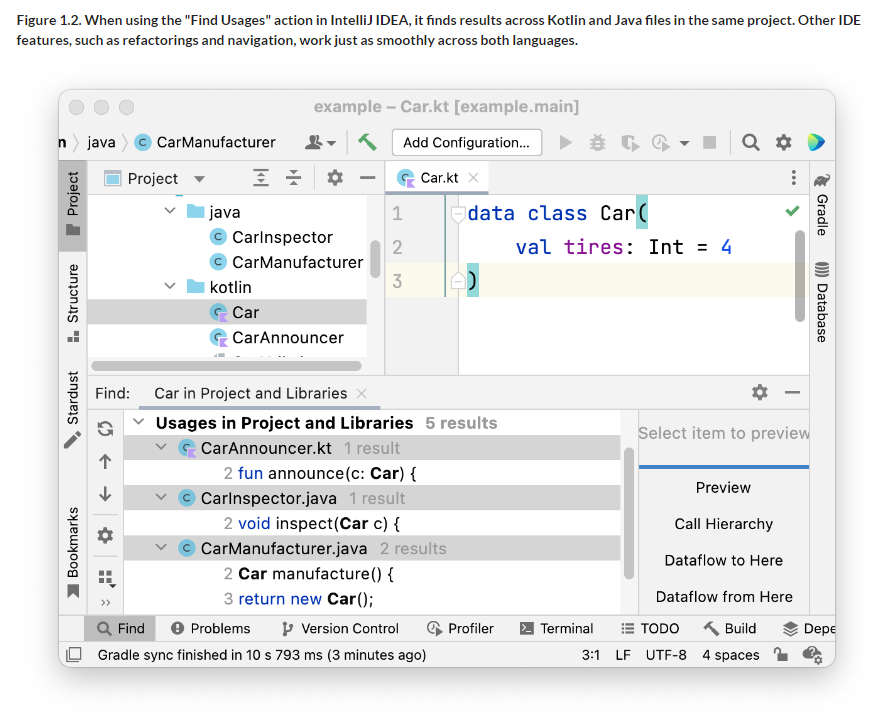 Figure 1.2. When using the "Find Usages" action in IntelliJ IDEA, it finds results across Kotlin and Java files in the same project. Other IDE
features, such as refactorings and navigation, work just as smoothly across both languages.
example – Car.kt [example.main]
n 〉 java 〉 C CarManufacturer Add Configuration...
Project
Structure
Stardust
Bookmarks
Project
java
C CarInspector
C CarManufacturer
kotlin
C Car
C CarAnnouncer
Car.kt
1 data class Car(
2 val tires: Int = 4
3 )
Gradle
Database
Find: Car in Project and Libraries
Usages in Project and Libraries 5 results
CarAnnouncer.kt 1 result
2 fun announce(c: Car) {
CarInspector.java 1 result
2 void inspect(Car c) {
CarManufacturer.java 2 results
2 Car manufacture() {
3 return new Car();
Select item to preview
Preview
Call Hierarchy
Dataflow to Here
Dataflow from Here
Find Problems Version Control Profiler Terminal TODO Build Depe
Gradle sync finished in 10 s 793 ms (3 minutes ago) 3:1 LF UTF-8 4 spaces